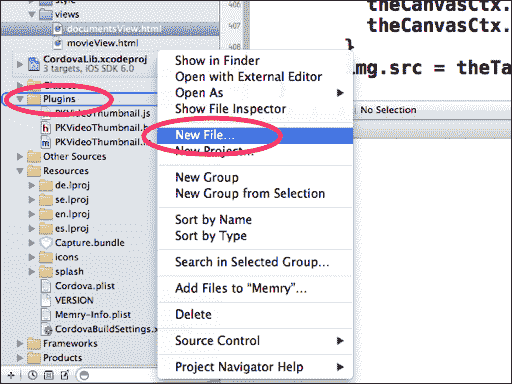 style
views
documentsView.html
movieView.html
CordovaLib.xcodeproj
3 targets, iOS SDK 6.0
Plugins
PKVideoThumbnail.js
PKVideoThumbnail.h
PKVideoThumbnail.m
Other Sources
Resources
de.lproj
se.lproj
en.lproj
es.lproj
Capture.bundle
icons
splash
Cordova.plist
VERSION
Memry-Info.plist
CordovaBuildSettings.x
Frameworks
Products
Show in Finder
Open with External Editor
Open As
Show File Inspector
New File...
New Project...
New Group
New Group from Selection
Sort by Name
Sort by Type
Search in Selected Group...
Add Files to “Memry”...
Delete
Source Control
Project Navigator Help
theCanvasCtx.
406
theCanvasCtx.
408
}
img.src = theTa
No Selection